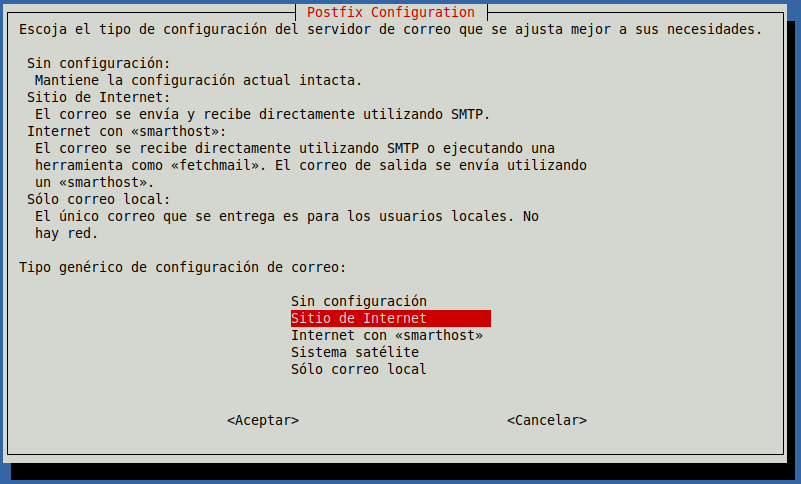 Postfix Configuration
Escoja el tipo de configuración del servidor de correo que se ajusta mejor a sus necesidades.
Sin configuración:
Mantiene la configuración actual intacta.
Sitio de Internet:
El correo se envía y recibe directamente utilizando SMTP.
Internet con «smarthost»:
El correo se recibe directamente utilizando SMTP o ejecutando una
herramienta como «fetchmail». El correo de salida se envía utilizando
un «smarthost».
Sólo correo local:
El único correo que se entrega es para los usuarios locales. No
hay red.
Tipo genérico de configuración de correo:
Sin configuración
Sitio de Internet
Internet con «smarthost»
Sistema satélite
Sólo correo local
<Aceptar> <Cancelar>